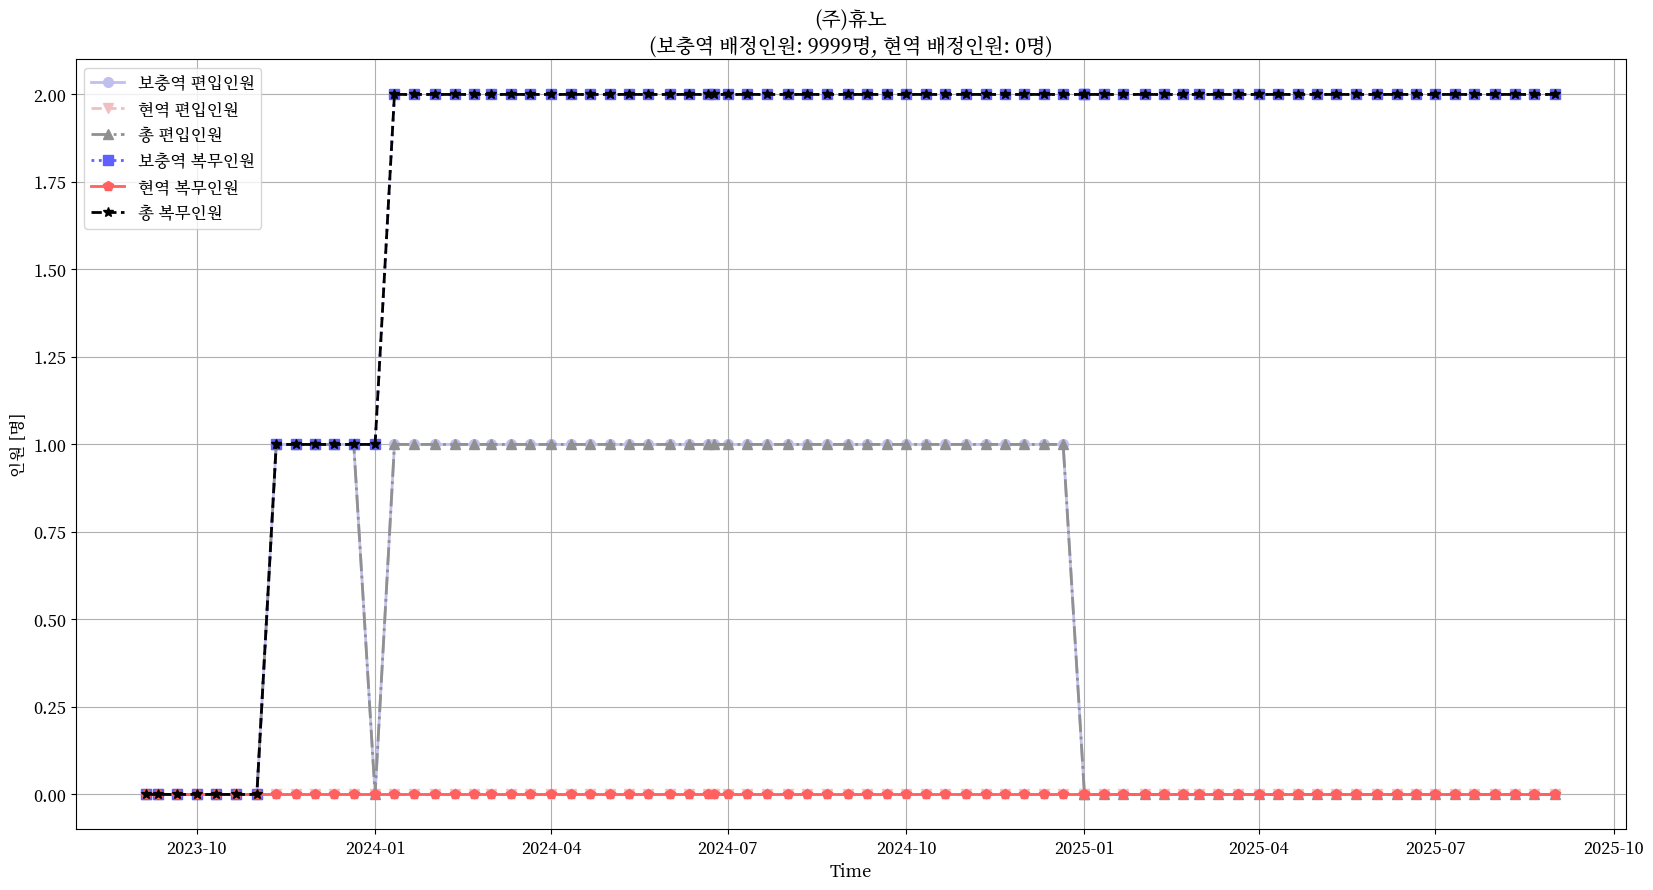 (주)휴노
(보충역 배정인원: 9999명, 현역 배정인원: 0명)
보충역 편입인원
현역 편입인원
총 편입인원
보충역 복무인원
현역 복무인원
총 복무인원
2.00
1.75
1.50
1.25
1.00
0.75
0.50
0.25
0.00
인원 [명]
2023-10
2024-01
2024-04
2024-07
2024-10
2025-01
2025-04
2025-07
2025-10
Time